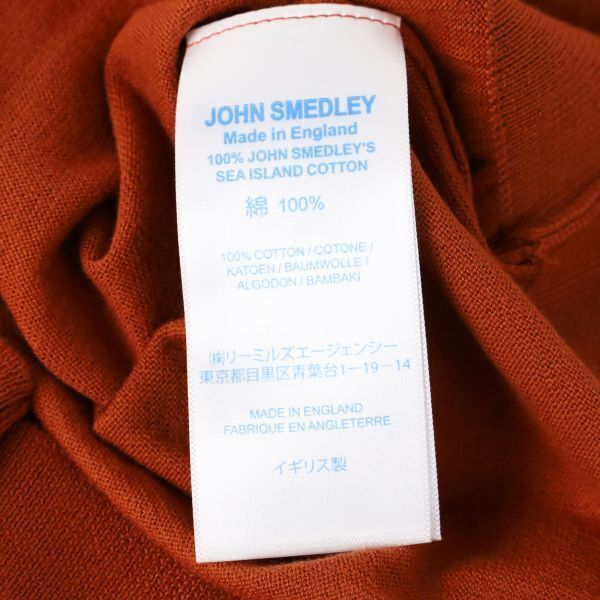 JOHN SMEDLEY
Made in England
100% JOHN SMEDLEY'S
SEA ISLAND COTTON
綿 100%
100% COTTON / COTONE /
KATOEN / BAUMWOLLE /
ALGODON / BAMBAKI
㈱リーミルズエージェンシー
東京都目黒区青葉台1-19-14
MADE IN ENGLAND
FABRIQUE EN ANGLETERRE
イギリス製